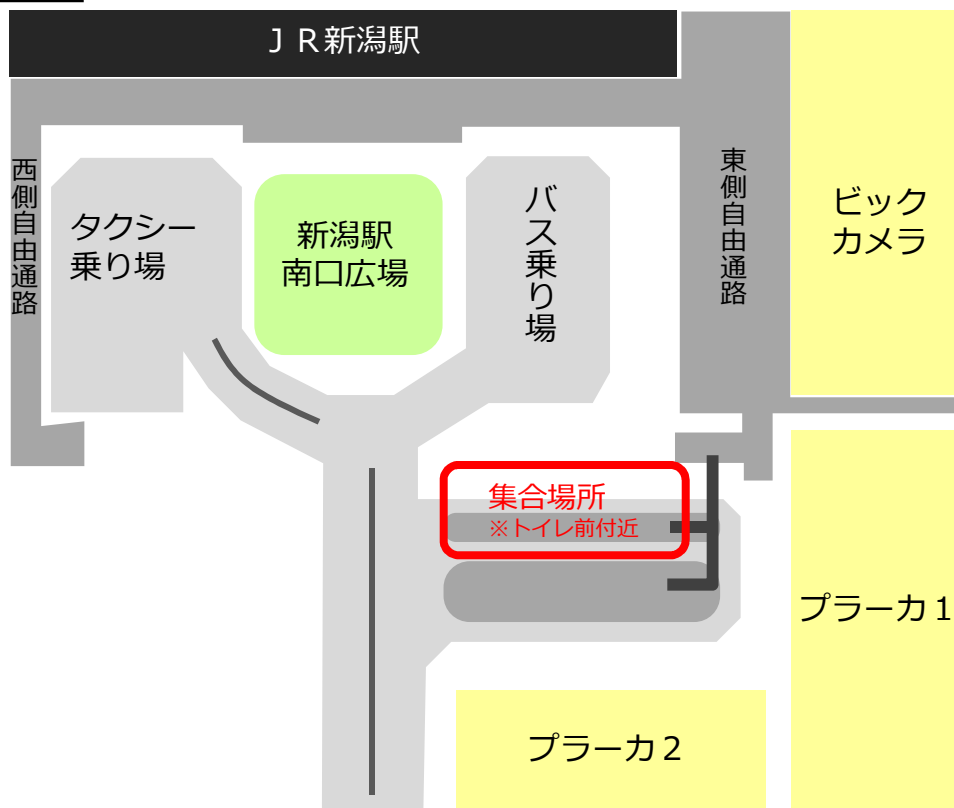 ＪＲ新潟駅
西側自由通路
タクシー
乗り場
新潟駅
南口広場
バス乗り場
東側自由通路
ビック
カメラ
集合場所
※トイレ前付近
プラーカ１
プラーカ２